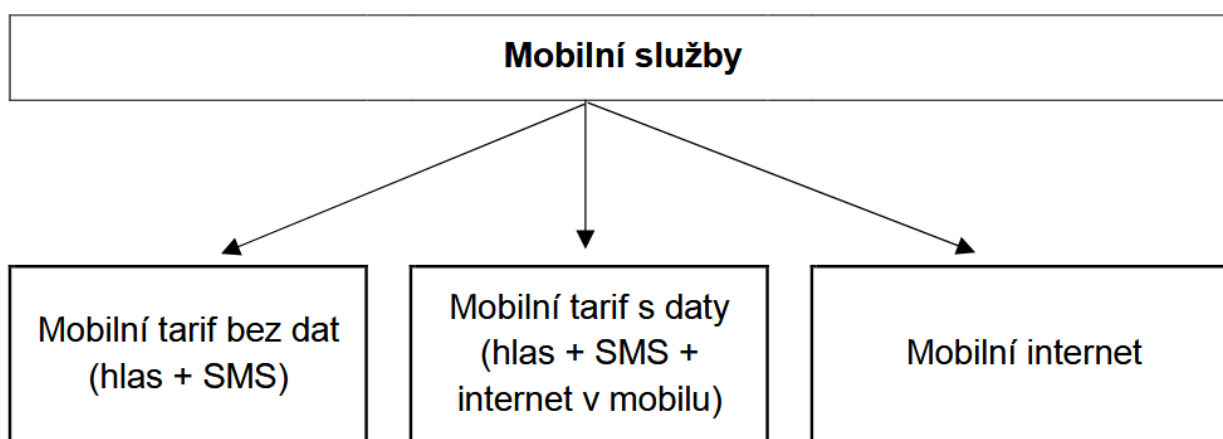 Mobilní služby
Mobilní tarif bez dat
(hlas + SMS)
Mobilní tarif s daty
(hlas + SMS +
internet v mobilu)
Mobilní internet